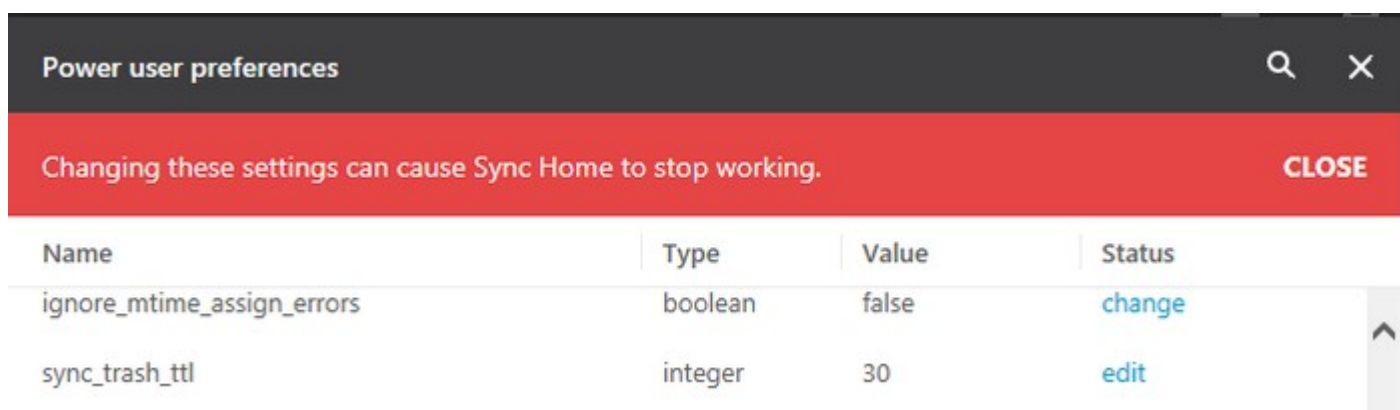 Power user preferences
Changing these settings can cause Sync Home to stop working. CLOSE
Name Type Value Status
ignore_mtime_assign_errors boolean false change
sync_trash_ttl integer 30 edit